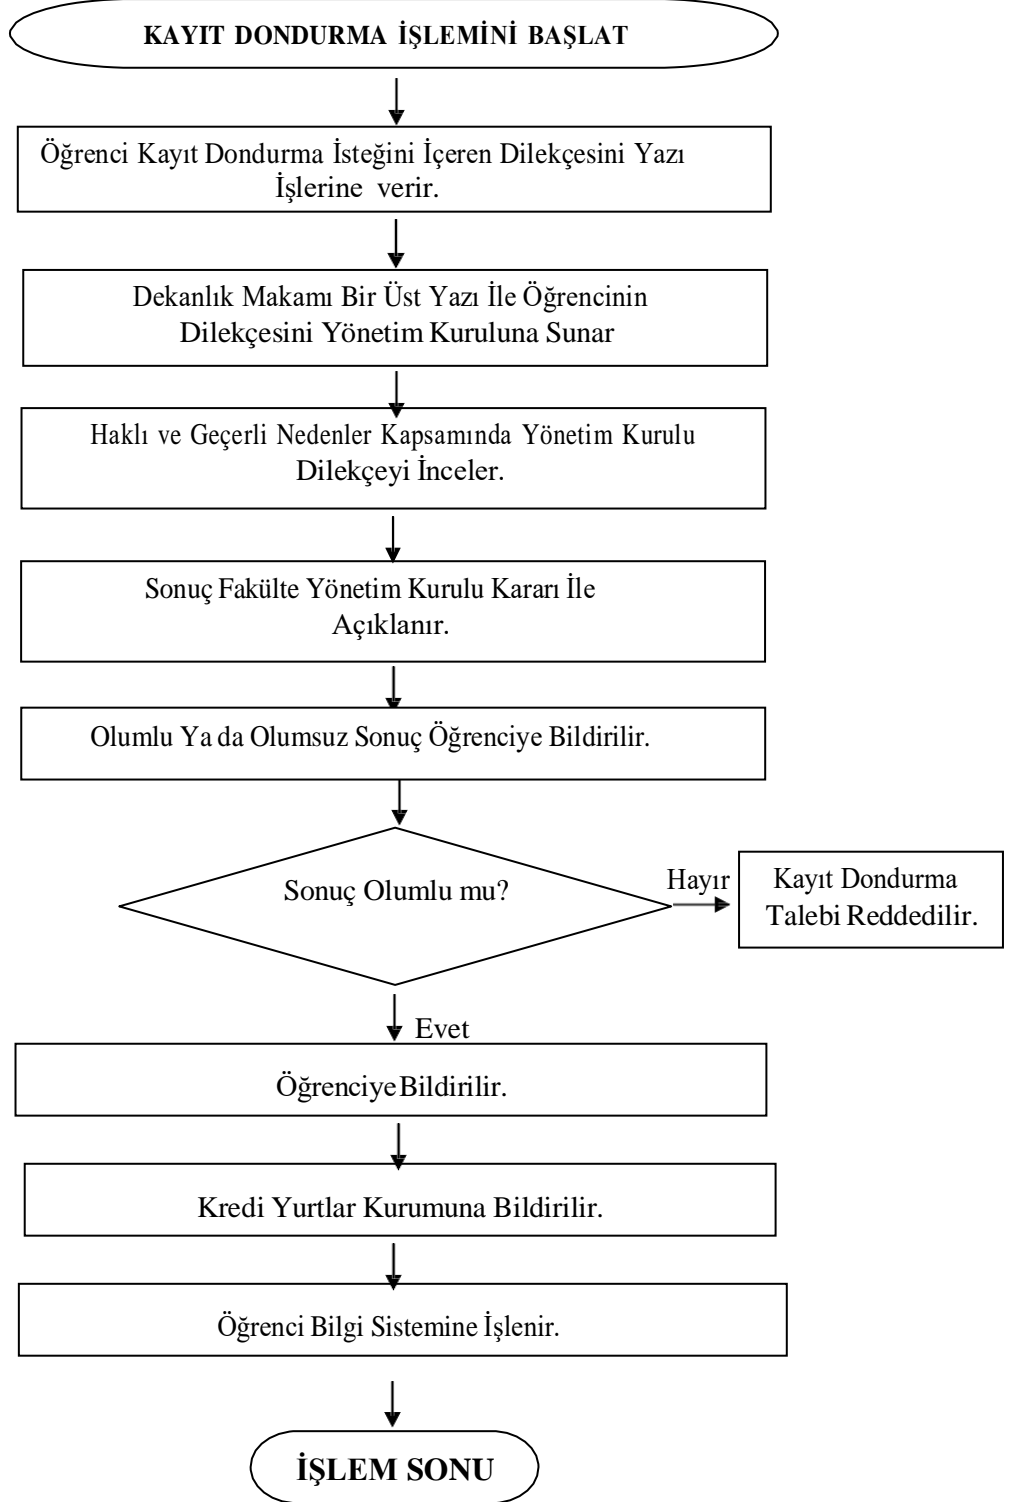 KAYIT DONDURMA İŞLEMİNİ BAŞLAT
Öğrenci Kayıt Dondurma İsteğini İçeren Dilekçesini Yazı
İşlerine verir.
Dekanlık Makamı Bir Üst Yazı İle Öğrencinin
Dilekçesini Yönetim Kuruluna Sunar
Haklı ve Geçerli Nedenler Kapsamında Yönetim Kurulu
Dilekçeyi İnceler.
Sonuç Fakülte Yönetim Kurulu Kararı İle
Açıklanır.
Olumlu Ya da Olumsuz Sonuç Öğrenciye Bildirilir.
Sonuç Olumlu mu?
Hayır
Kayıt Dondurma
Talebi Reddedilir.
Evet
Öğrenciye Bildirilir.
Kredi Yurtlar Kurumuna Bildirilir.
Öğrenci Bilgi Sistemine İşlenir.
İŞLEM SONU